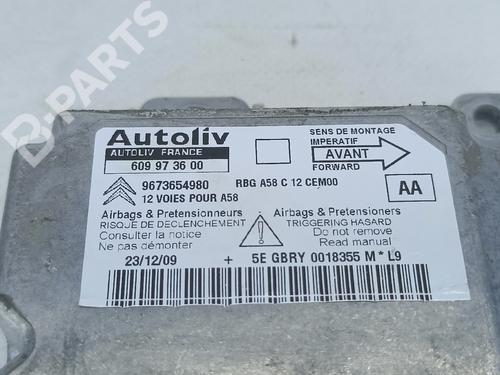 B-PARTS
Autoliv
AUTOLIV FRANCE
609 97 36 00
SENS DE MONTAGE
IMPERATIF
AVANT
FORWARD
9673654980
RBG A58 C 12 CEM00
12 VOIES POUR A58
AA
Airbags & Pretensionneurs
RISQUE DE DECLENCHEMENT
Consulter la notice
Ne pas démonter
Airbags & Pretensioners
TRIGGERING HASARD
Do not remove
Read manual
23/12/09 + 5E GBRY 0018355 M * L9